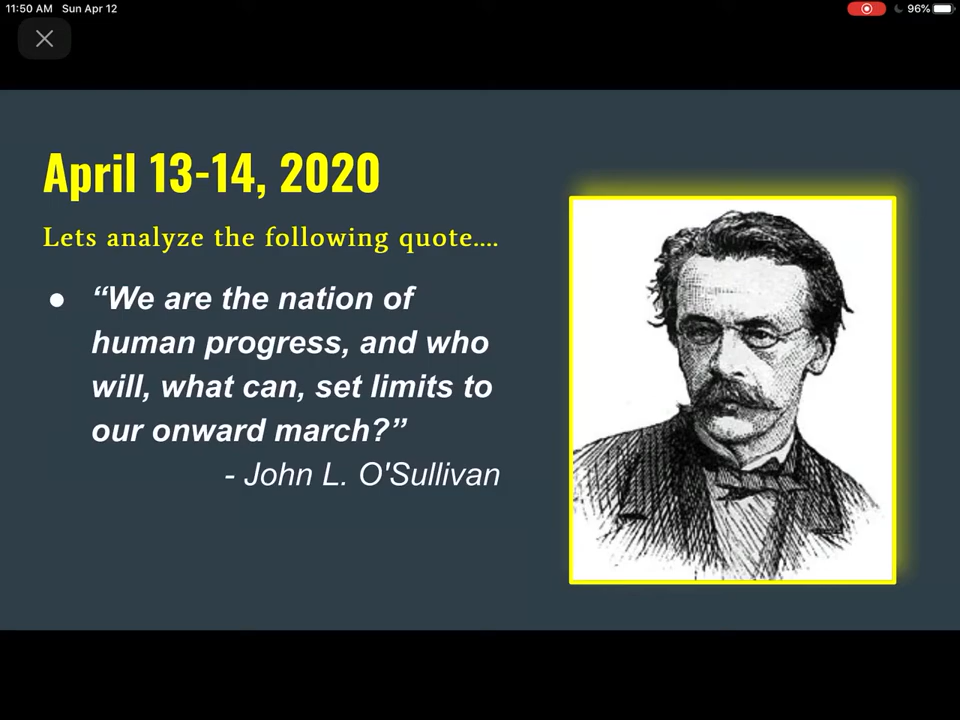 11:50 AM Sun Apr 12
96%
April 13-14, 2020
Lets analyze the following quote....
● “We are the nation of
human progress, and who
will, what can, set limits to
our onward march?”
- John L. O'Sullivan